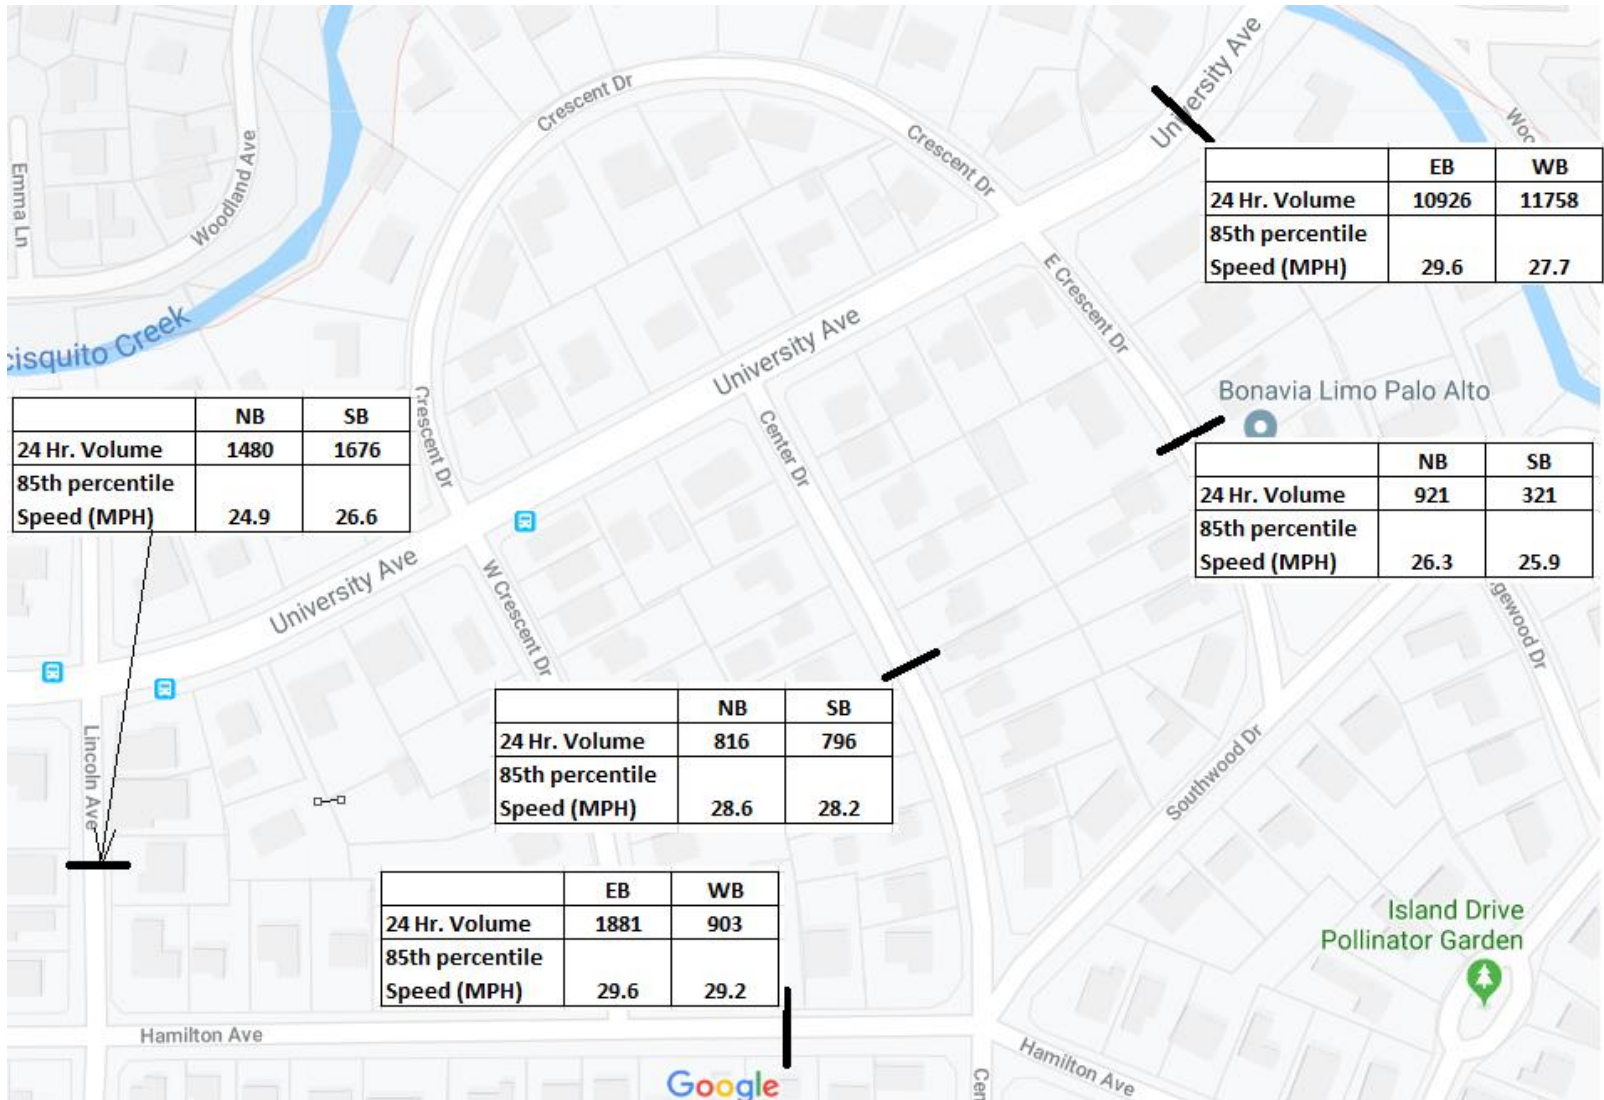 Crescent Dr
University Ave
Crescent Dr
University Ave
Emma Ln
Woodland Ave
EB WB
24 Hr. Volume 10926 11758
85th percentile
Speed (MPH) 29.6 27.7
E Crescent Dr
cisquito Creek
University Ave
Bonavia Limo Palo Alto
NB SB
24 Hr. Volume 1480 1676
85th percentile
Speed (MPH) 24.9 26.6
Crescent Dr
Center Dr
NB SB
24 Hr. Volume 921 321
85th percentile
Speed (MPH) 26.3 25.9
University Ave
W Crescent Dr
gewood Dr
NB SB
24 Hr. Volume 816 796
85th percentile
Speed (MPH) 28.6 28.2
Lincoln Ave
Southwood Dr
EB WB
24 Hr. Volume 1881 903
85th percentile
Speed (MPH) 29.6 29.2
Island Drive
Pollinator Garden
Hamilton Ave
Hamilton Ave
Google
Cen